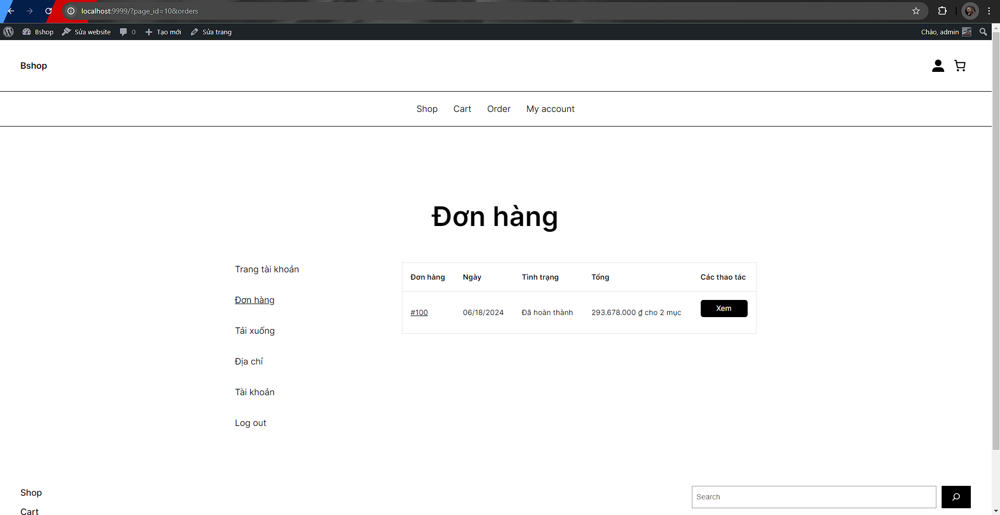 localhost:9999/?page_id=10&orders
Bshop Sửa website 0 Tạo mới Sửa trang Chào, admin
Bshop
Shop Cart Order My account
Đơn hàng
Trang tài khoản
Đơn hàng
Tải xuống
Địa chỉ
Tài khoản
Log out
Đơn hàng Ngày Tình trạng Tổng Các thao tác
#100 06/18/2024 Đã hoàn thành 293.678.000 ₫ cho 2 mục Xem
Shop
Cart
Search